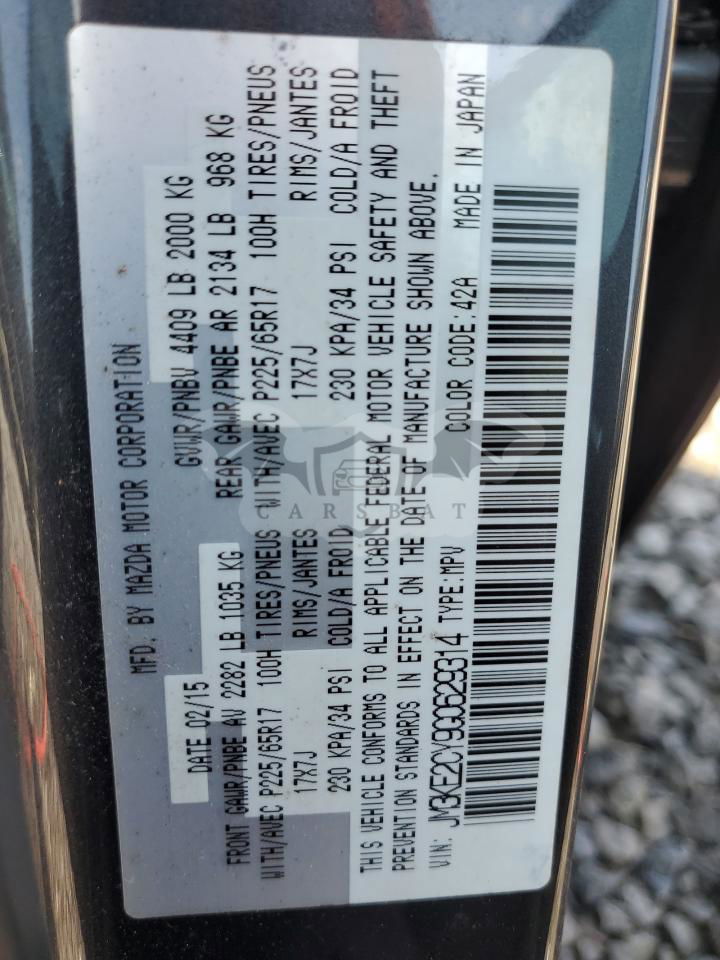 MFD. BY MAZDA MOTOR CORPORATION
DATE 02/15 GVWR/PNBV 4409 LB 2000 KG
FRONT GAWR/PNBE AV 2282 LB 1035 KG REAR GAWR/PNBE AR 2134 LB 968 KG
WITH/AVEC P225/65R17 100H TIRES/PNEUS WITH/AVEC P225/65R17 100H TIRES/PNEUS
17X7J RIMS/JANTES 17X7J RIMS/JANTES
230 KPA/34 PSI COLD/A FROID 230 KPA/34 PSI COLD/A FROID
THIS VEHICLE CONFORMS TO ALL APPLICABLE FEDERAL MOTOR VEHICLE SAFETY AND THEFT
PREVENTION STANDARDS IN EFFECT ON THE DATE OF MANUFACTURE SHOWN ABOVE.
VIN: JM3KE2CY9G0629314 TYPE:MPV COLOR CODE:42A MADE IN JAPAN
CARSBAT